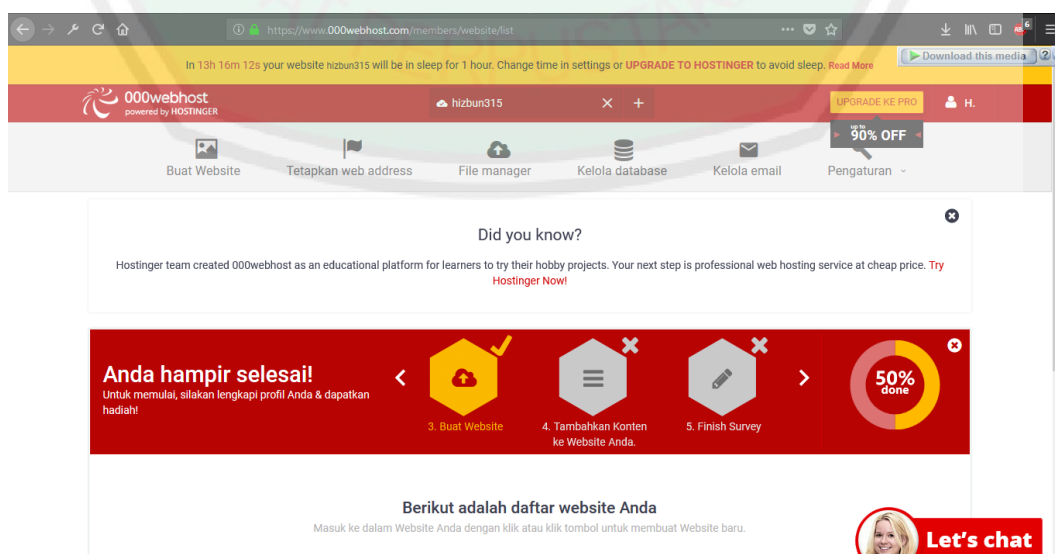 https://www.000webhost.com/members/website/list
6
In 13h 16m 12s your website hizbun315 will be in sleep for 1 hour. Change time in settings or UPGRADE TO HOSTINGER to avoid sleep. Read More
Download this media
000webhost
powered by HOSTINGER
hizbun315
UPGRADE KE PRO
H.
up to
90% OFF
Buat Website
Tetapkan web address
File manager
Kelola database
Kelola email
Pengaturan
Did you know?
Hostinger team created 000webhost as an educational platform for learners to try their hobby projects. Your next step is professional web hosting service at cheap price. Try
Hostinger Now!
Anda hampir selesai!
Untuk memulai, silakan lengkapi profil Anda & dapatkan
hadiah!
3. Buat Website
4. Tambahkan Konten
ke Website Anda.
5. Finish Survey
50%
done
Berikut adalah daftar website Anda
Masuk ke dalam Website Anda dengan klik atau klik tombol untuk membuat Website baru.
Let's chat